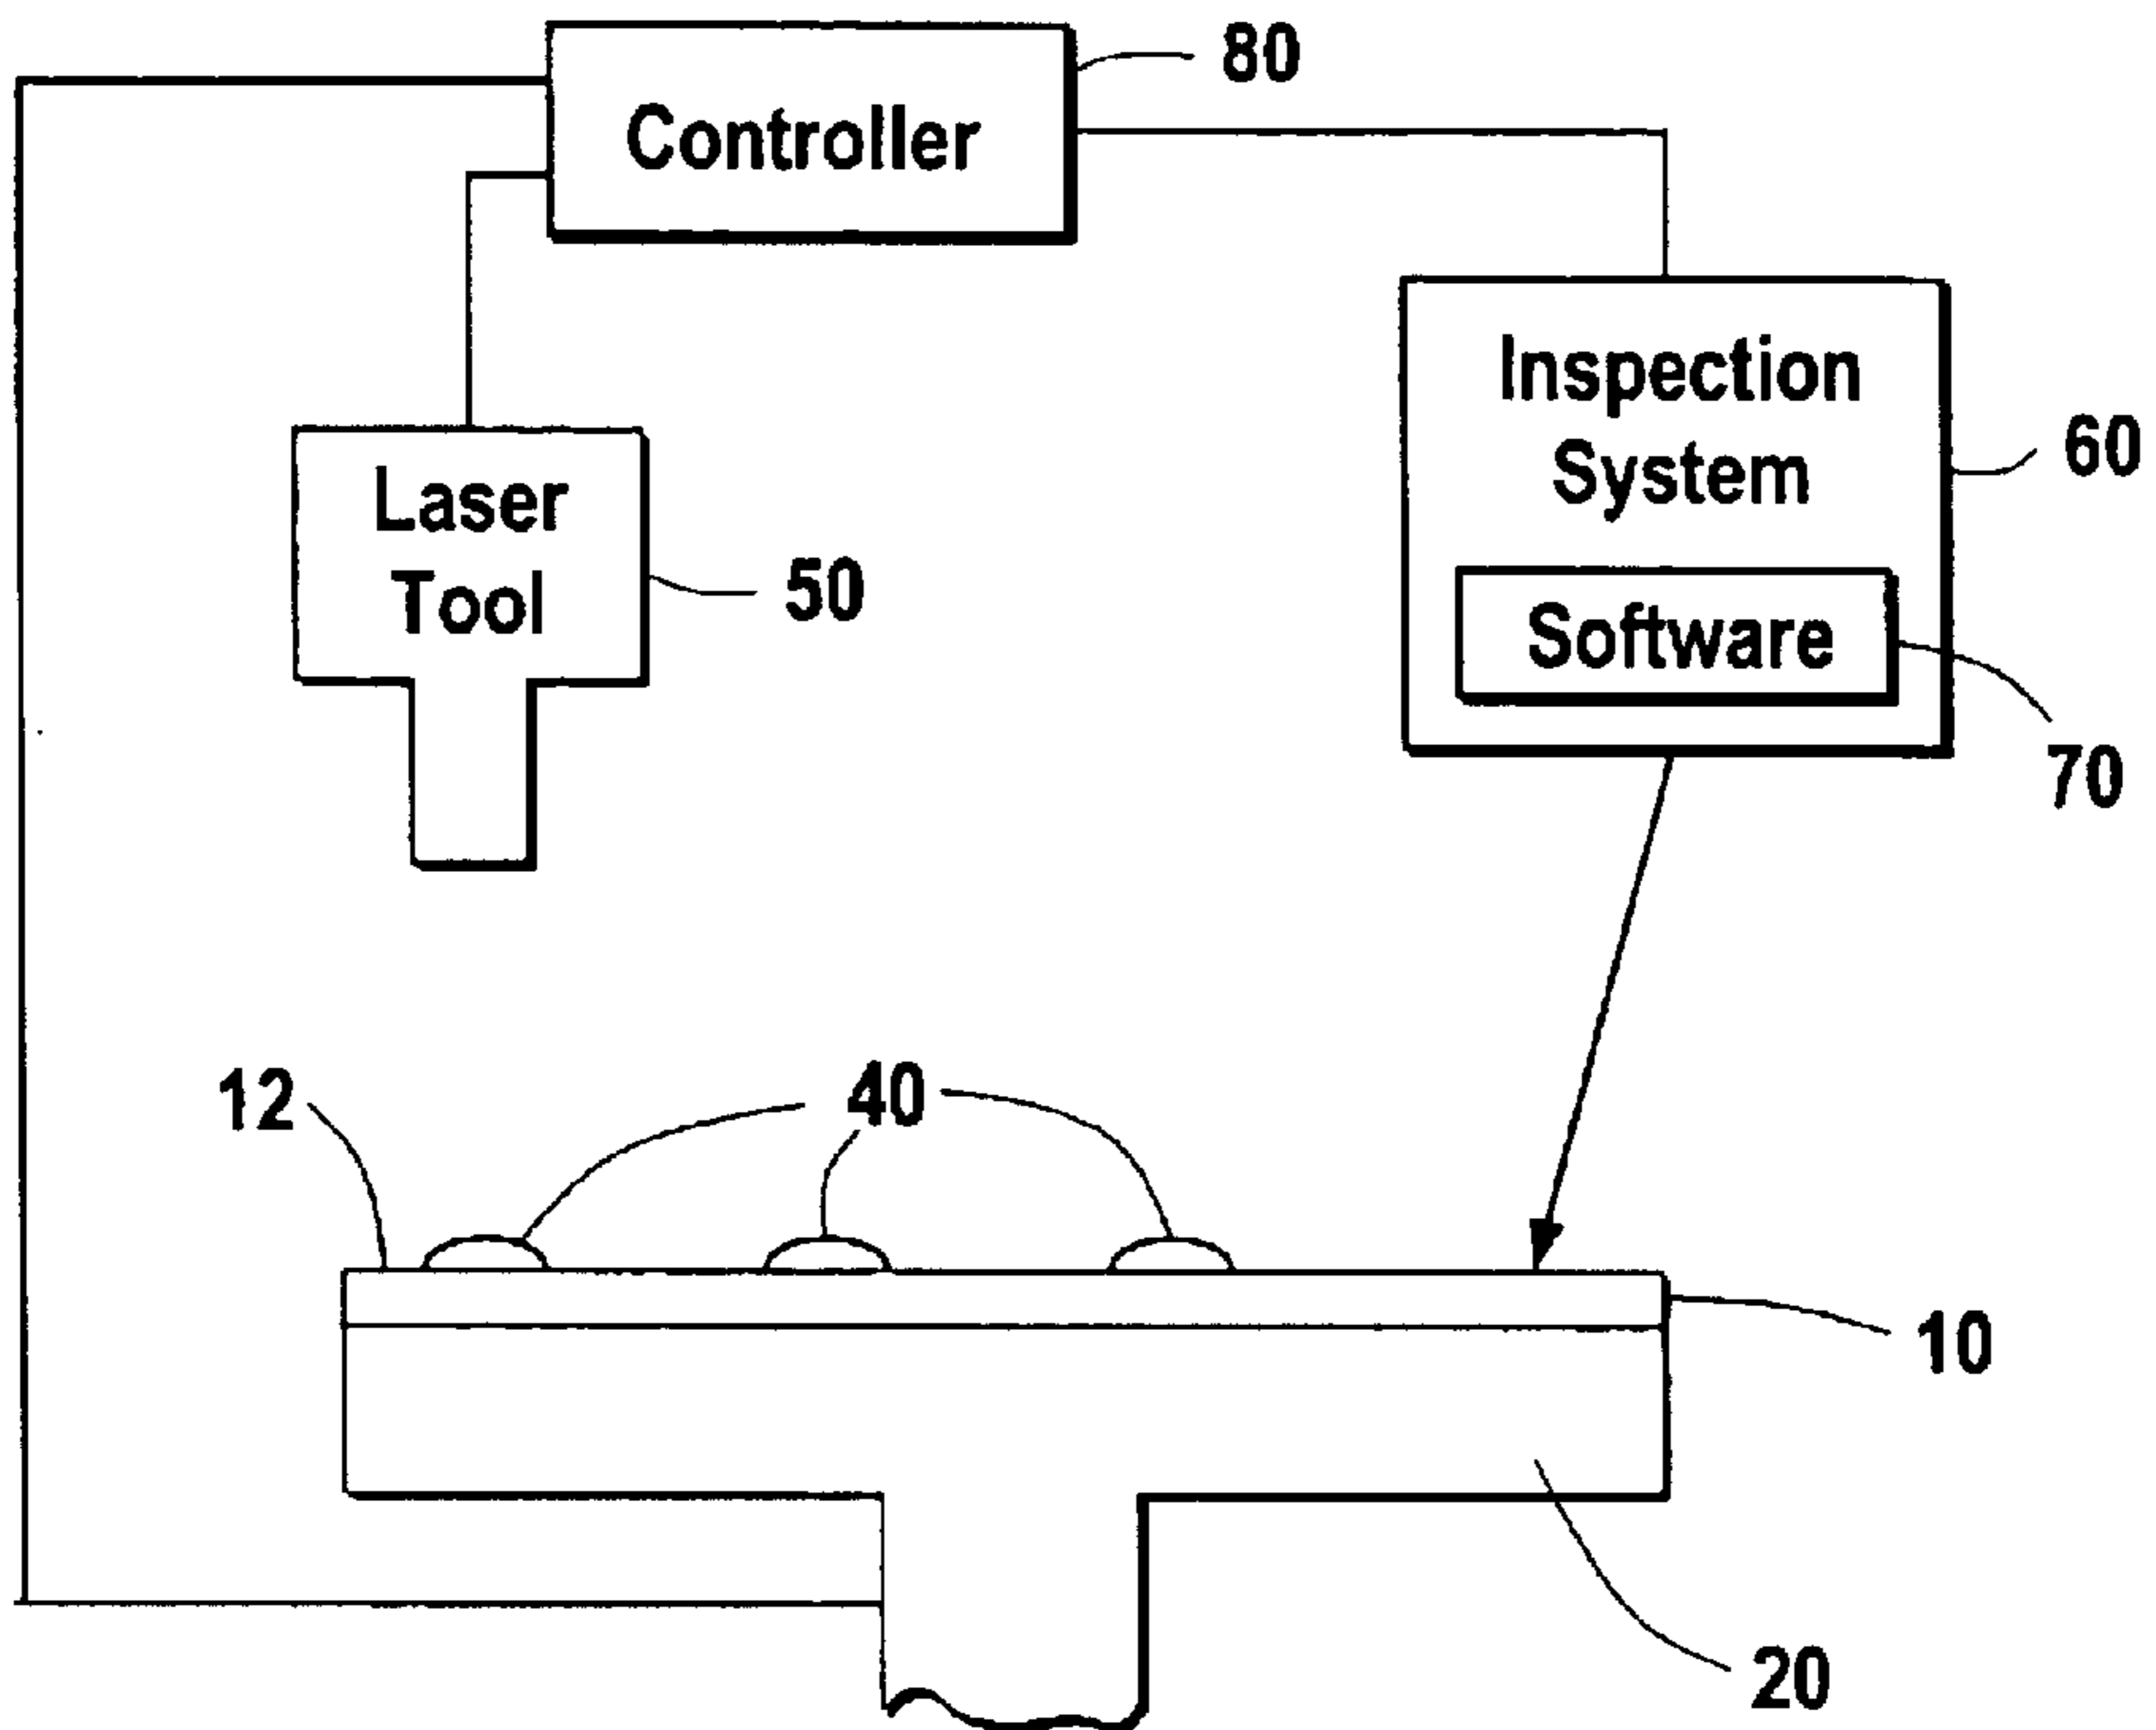 80
Controller
Inspection
System
60
Laser
Tool
50
Software
70
12
40
10
20